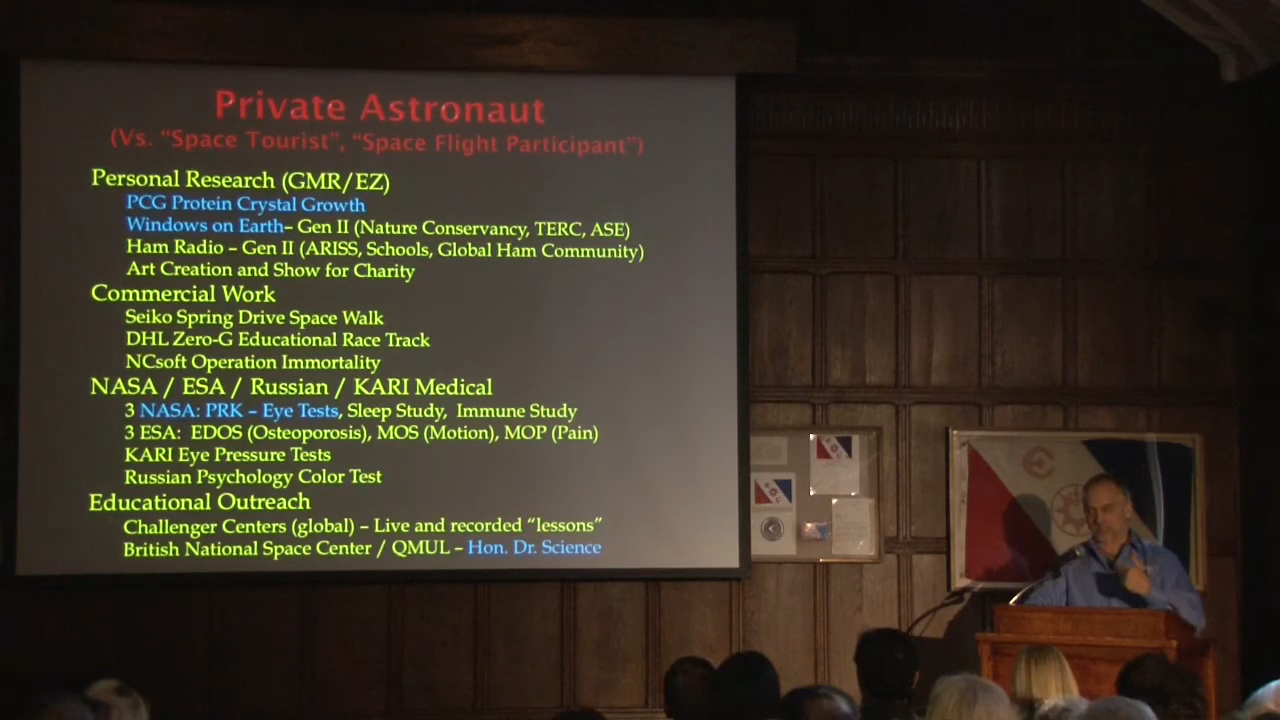 Private Astronaut
(Vs. “Space Tourist”, “Space Flight Participant”)
Personal Research (GMR/EZ)
PCG Protein Crystal Growth
Windows on Earth– Gen II (Nature Conservancy, TERC, ASE)
Ham Radio – Gen II (ARISS, Schools, Global Ham Community)
Art Creation and Show for Charity
Commercial Work
Seiko Spring Drive Space Walk
DHL Zero-G Educational Race Track
NCsoft Operation Immortality
NASA / ESA / Russian / KARI Medical
3 NASA: PRK – Eye Tests, Sleep Study, Immune Study
3 ESA: EDOS (Osteoporosis), MOS (Motion), MOP (Pain)
KARI Eye Pressure Tests
Russian Psychology Color Test
Educational Outreach
Challenger Centers (global) – Live and recorded “lessons”
British National Space Center / QMUL – Hon. Dr. Science